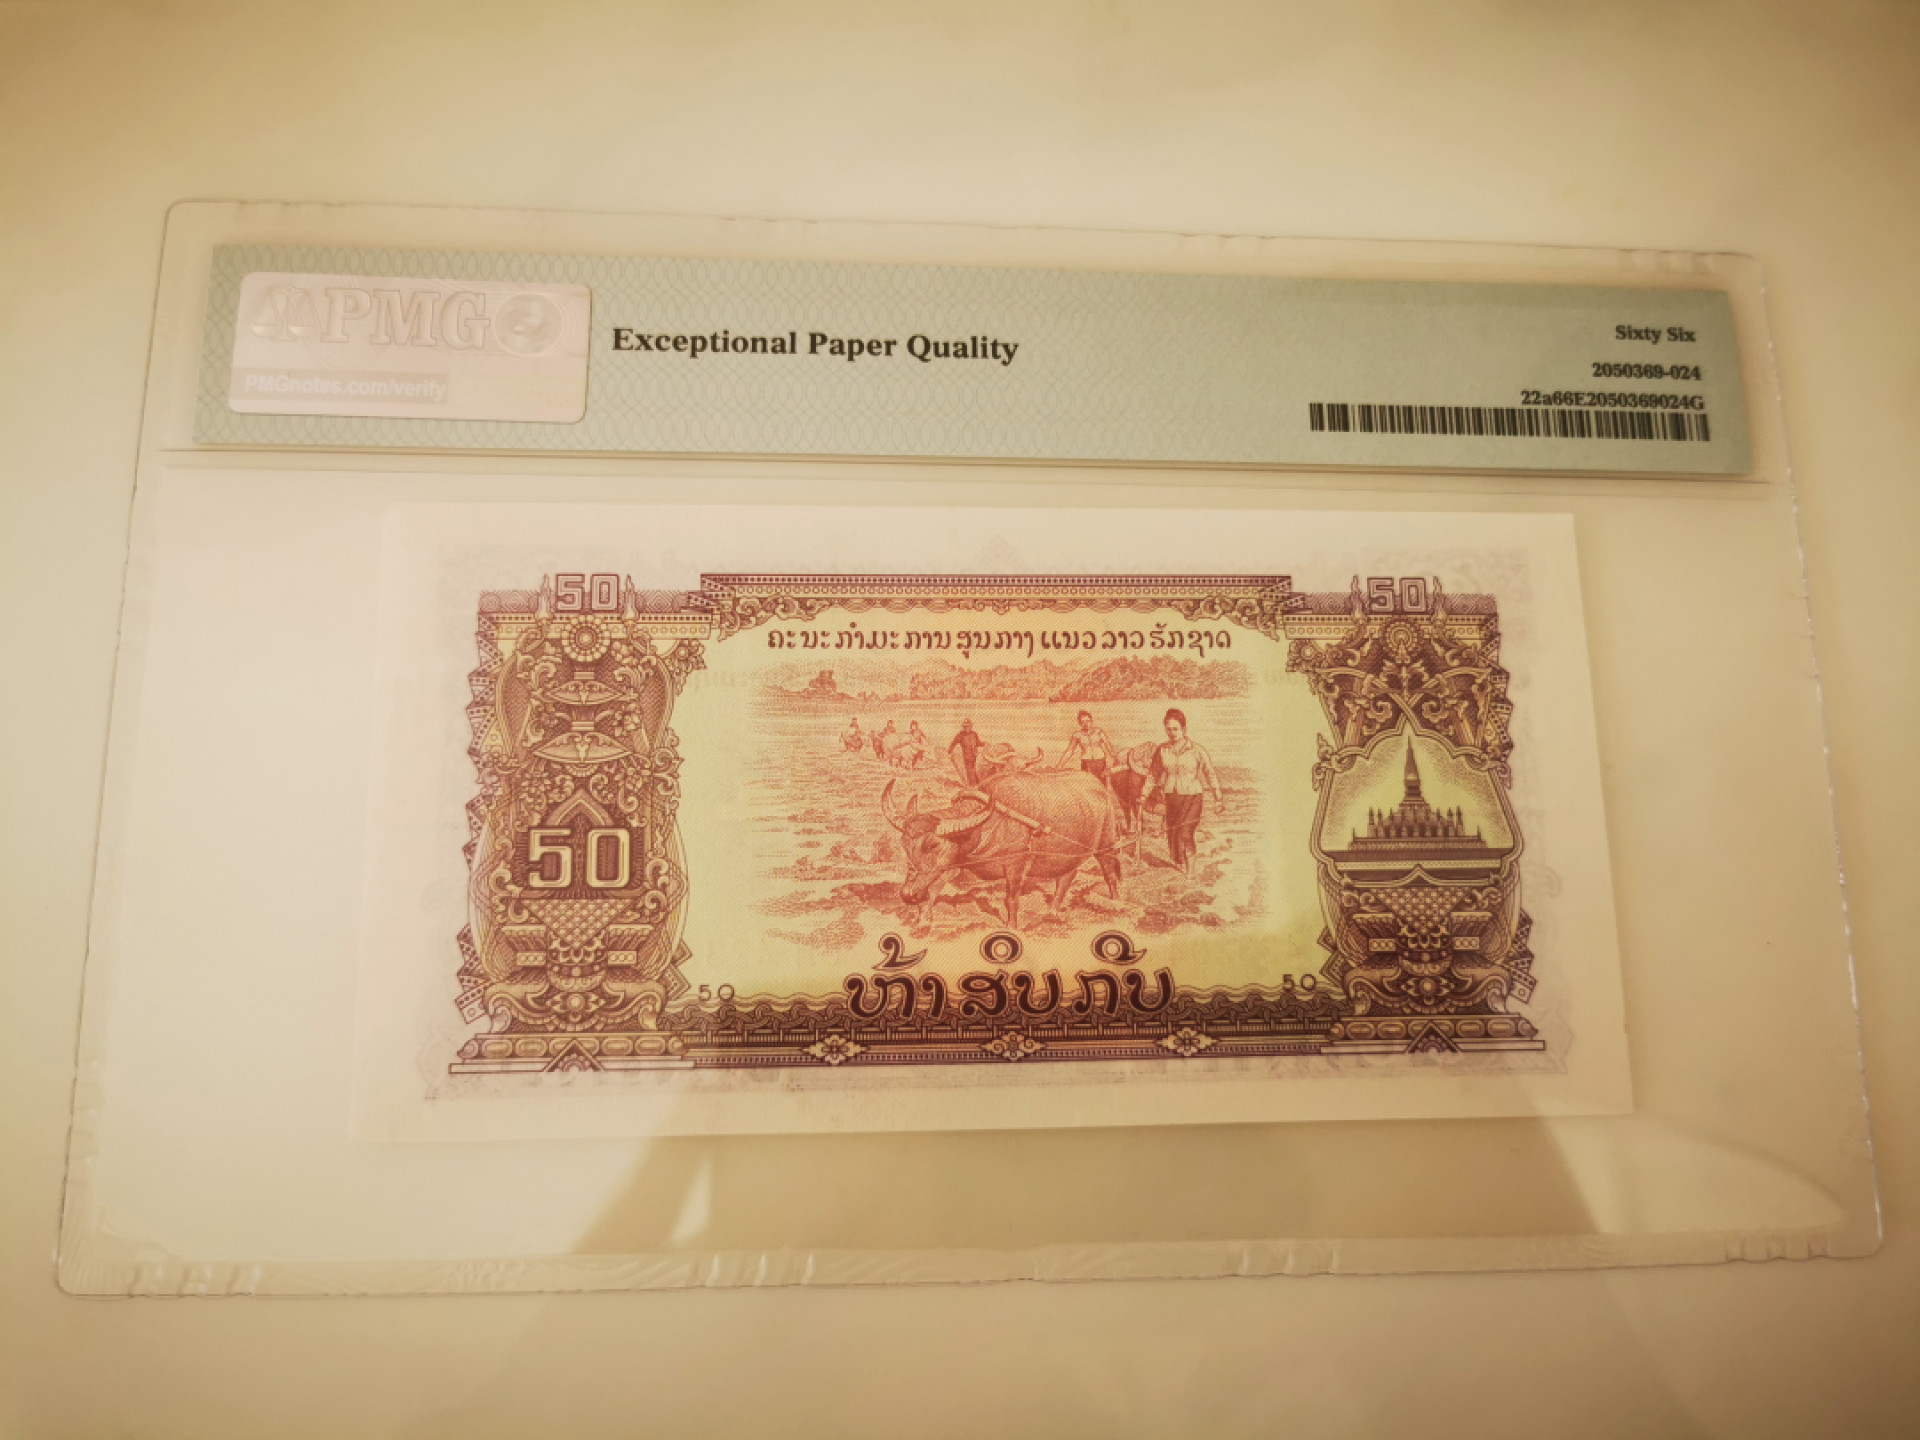 PMG
PMGnotes.com/verify
Exceptional Paper Quality
Sixty Six
2050369-024
22a66E2050369024G
50
50
ຄະນະກຳມະການສູນກາງແນວລາວຮັກຊາດ
50
50
ຫ້າສິບກີບ
50